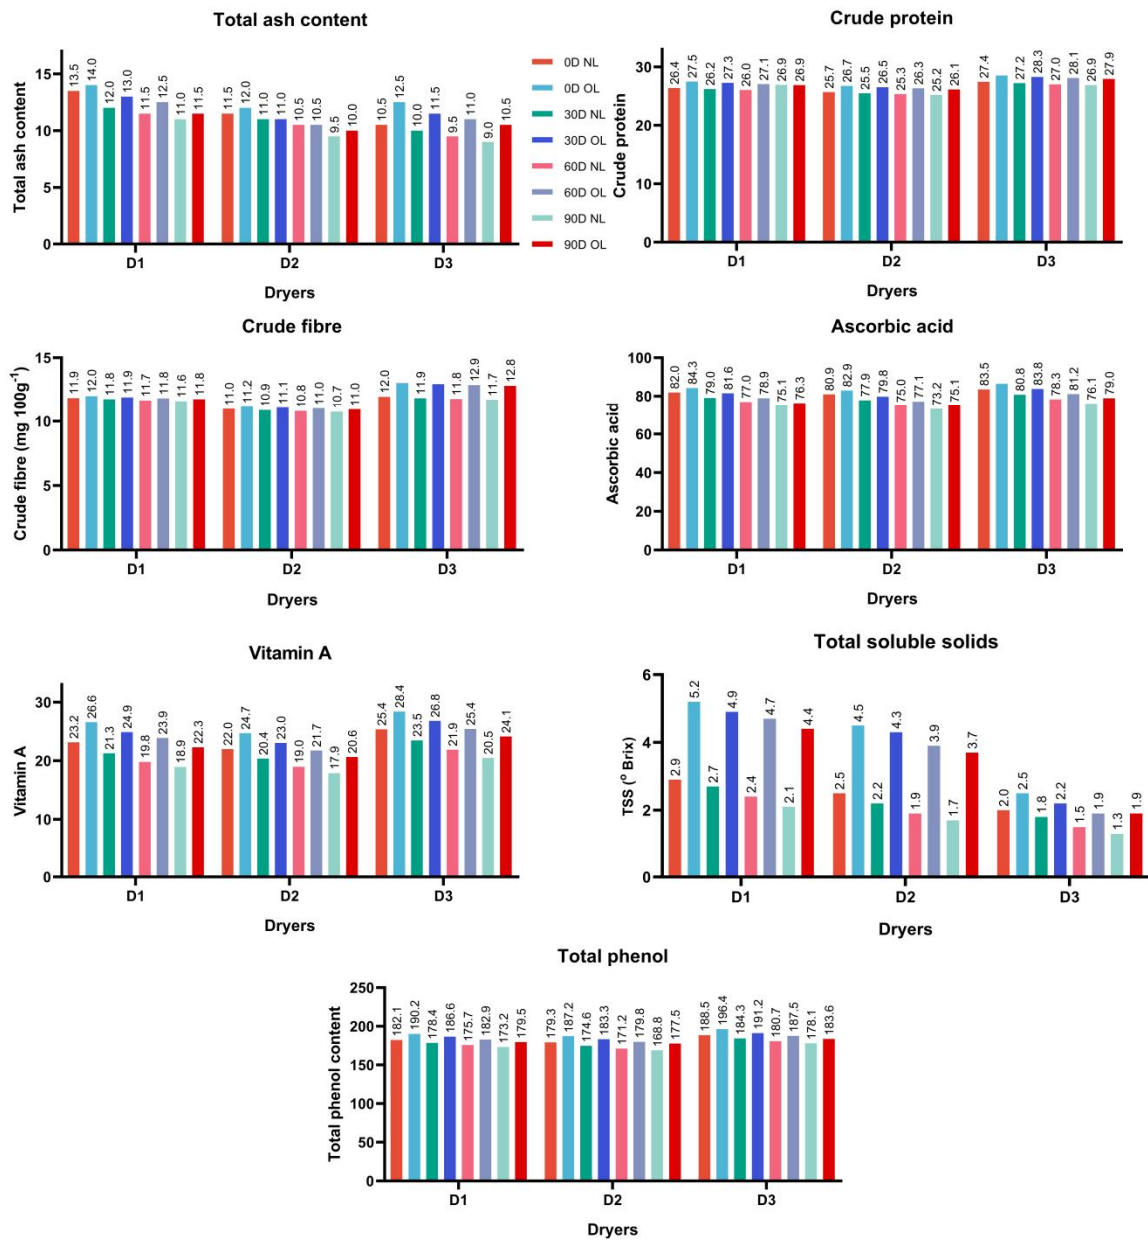 Total ash content
Total ash content
15
10
5
0
13.5 14.0 12.0 13.0 11.5 12.5 11.0 11.5
11.5 12.0 11.0 11.0 10.5 10.5 9.5 10.0
10.5 12.5 10.0 11.5 9.5 11.0 9.0 10.5
D1 D2 D3
Dryers
0D NL
0D OL
30D NL
30D OL
60D NL
60D OL
90D NL
90D OL
Crude protein
Crude protein
30
20
10
0
26.4 27.5 26.2 27.3 26.0 27.1 26.9 26.9
25.7 26.7 25.5 26.5 25.3 26.3 25.2 26.1
27.4 27.2 28.3 27.0 28.1 26.9 27.9
D1 D2 D3
Dryers
Crude fibre
Crude fibre (mg 100g-1)
15
10
5
0
11.9 12.0 11.8 11.9 11.7 11.8 11.6 11.8
11.0 11.2 10.9 11.1 10.8 11.0 10.7 11.0
12.0 11.9 11.8 12.9 11.7 12.8
D1 D2 D3
Dryers
Ascorbic acid
Ascorbic acid
100
80
60
40
20
0
82.0 84.3 79.0 81.6 77.0 78.9 75.1 76.3
80.9 82.9 77.9 79.8 75.0 77.1 73.2 75.1
83.5 80.8 83.8 78.3 81.2 76.1 79.0
D1 D2 D3
Dryers
Vitamin A
Vitamin A
30
20
10
0
23.2 26.6 21.3 24.9 19.8 23.9 18.9 22.3
22.0 24.7 20.4 23.0 19.0 21.7 17.9 20.6
25.4 28.4 23.5 26.8 21.9 25.4 20.5 24.1
D1 D2 D3
Dryers
Total soluble solids
TSS (º Brix)
6
4
2
0
2.9 5.2 2.7 4.9 2.4 4.7 2.1 4.4
2.5 4.5 2.2 4.3 1.9 3.9 1.7 3.7
2.0 2.5 1.8 2.2 1.5 1.9 1.3 1.9
D1 D2 D3
Dryers
Total phenol
Total phenol content
250
200
150
100
50
0
182.1 190.2 178.4 186.6 175.7 182.9 173.2 179.5
179.3 187.2 174.6 183.3 171.2 179.8 168.8 177.5
188.5 196.4 184.3 191.2 180.7 187.5 178.1 183.6
D1 D2 D3
Dryers